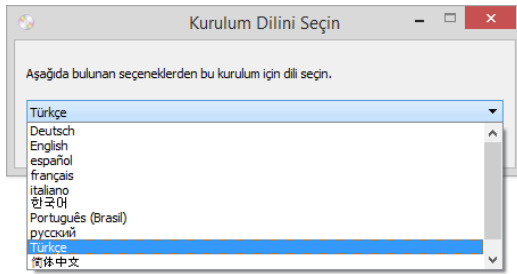 Kurulum Dilini Seçin
Aşağıda bulunan seçeneklerden bu kurulum için dili seçin.
Türkçe
Deutsch
English
español
français
italiano
한국어
Português (Brasil)
русский
Türkçe
简体中文